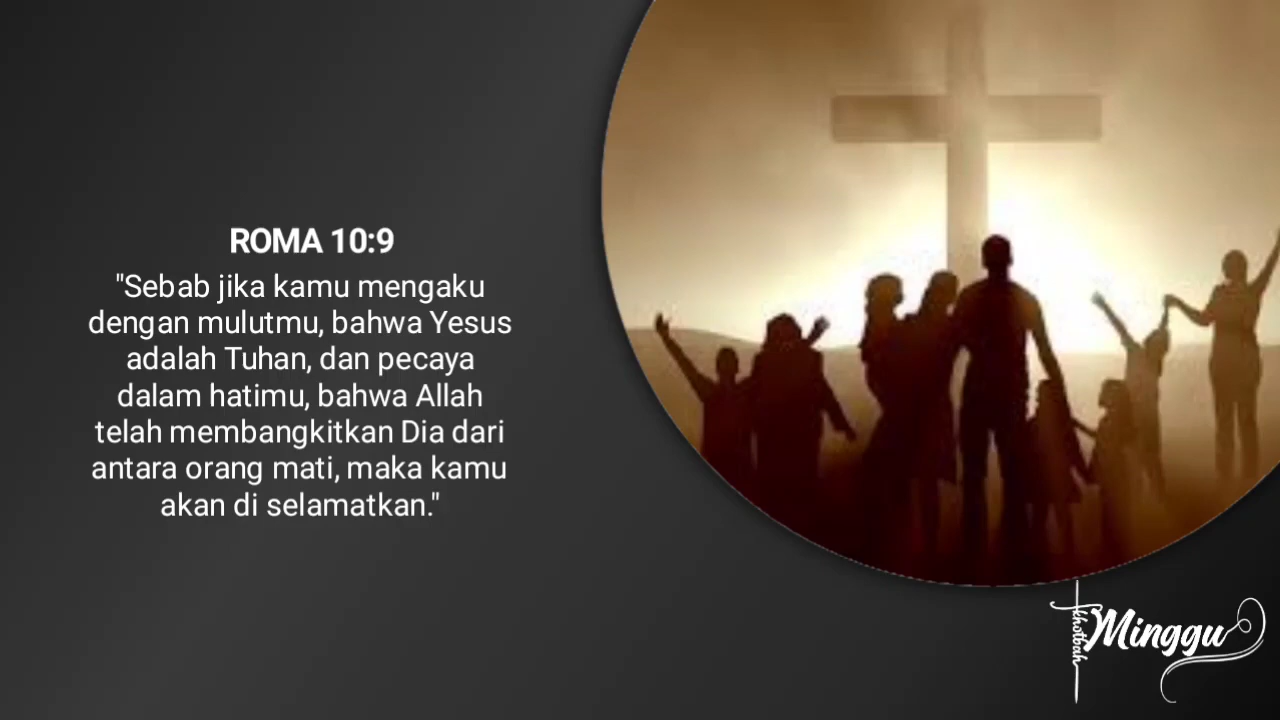 ROMA 10:9
"Sebab jika kamu mengaku
dengan mulutmu, bahwa Yesus
adalah Tuhan, dan pecaya
dalam hatimu, bahwa Allah
telah membangkitkan Dia dari
antara orang mati, maka kamu
akan di selamatkan."
khotbah
Minggu